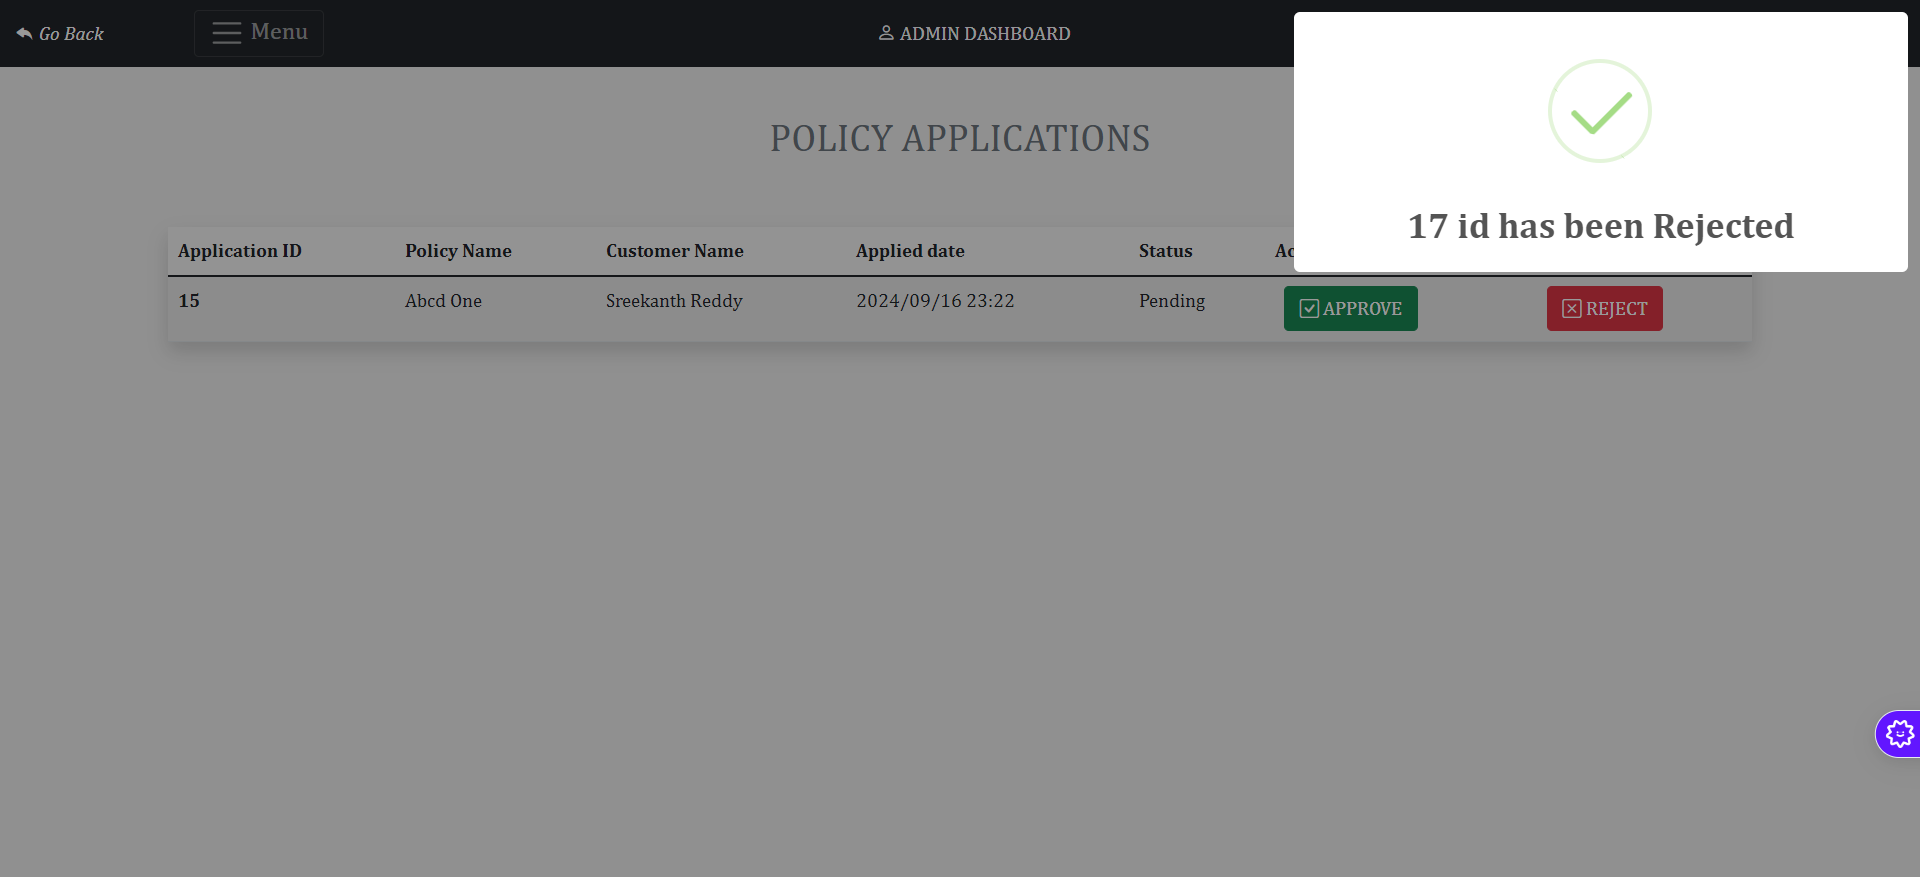 Go Back
Menu
ADMIN DASHBOARD
17 id has been Rejected
POLICY APPLICATIONS
Application ID Policy Name Customer Name Applied date Status
15 Abcd One Sreekanth Reddy 2024/09/16 23:22 Pending APPROVE REJECT